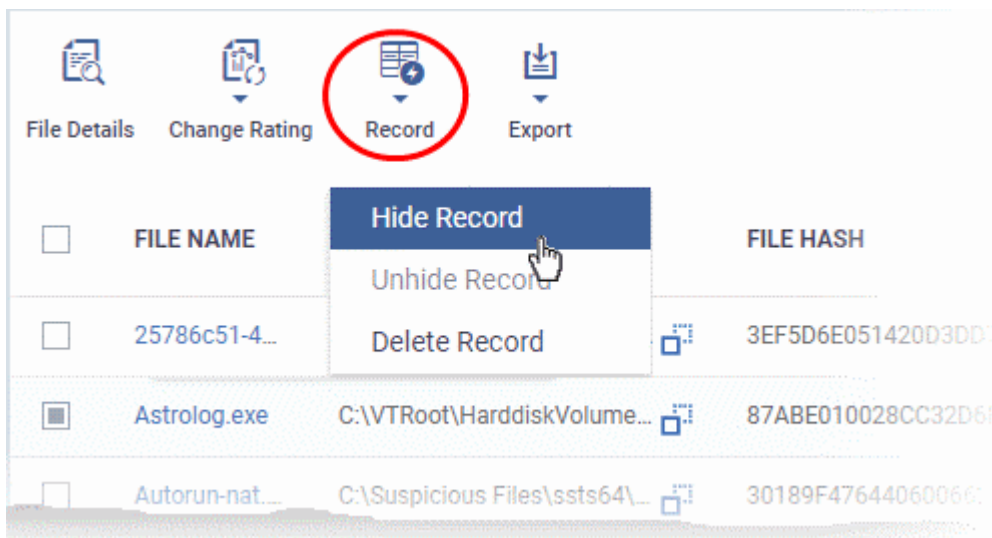 File Details Change Rating Record Export
Hide Record
FILE NAME FILE HASH
Unhide Record
25786c51-4... Delete Record 3EF5D6E051420D3DD
Astrolog.exe C:\VTRoot\HarddiskVolume... 87ABE010028CC32D6
Autorun-nat.... C:\Suspicious Files\ssts64\... 30189F47644060066